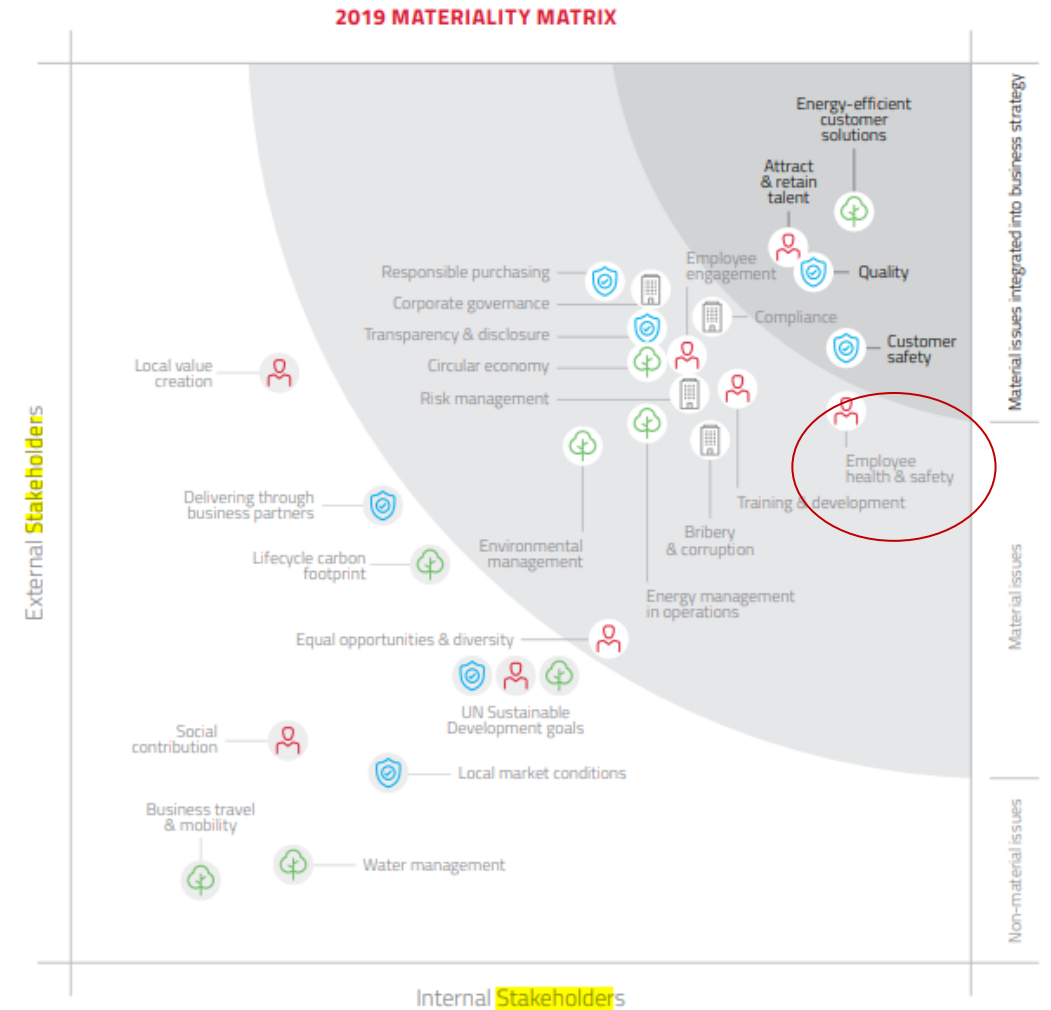 2019 MATERIALITY MATRIX
Energy-efficient
customer
solutions
Attract
& retain
talent
Quality
Customer
safety
Employee
engagement
Compliance
Responsible purchasing
Corporate governance
Transparency & disclosure
Circular economy
Risk management
Local value
creation
Employee
health & safety
Training & development
Bribery
& corruption
Delivering through
business partners
Environmental
management
Lifecycle carbon
footprint
Energy management
in operations
Equal opportunities & diversity
UN Sustainable
Development goals
Social
contribution
Local market conditions
Business travel
& mobility
Water management
External Stakeholders
Internal Stakeholders
Material issues integrated into business strategy
Material issues
Non-material issues